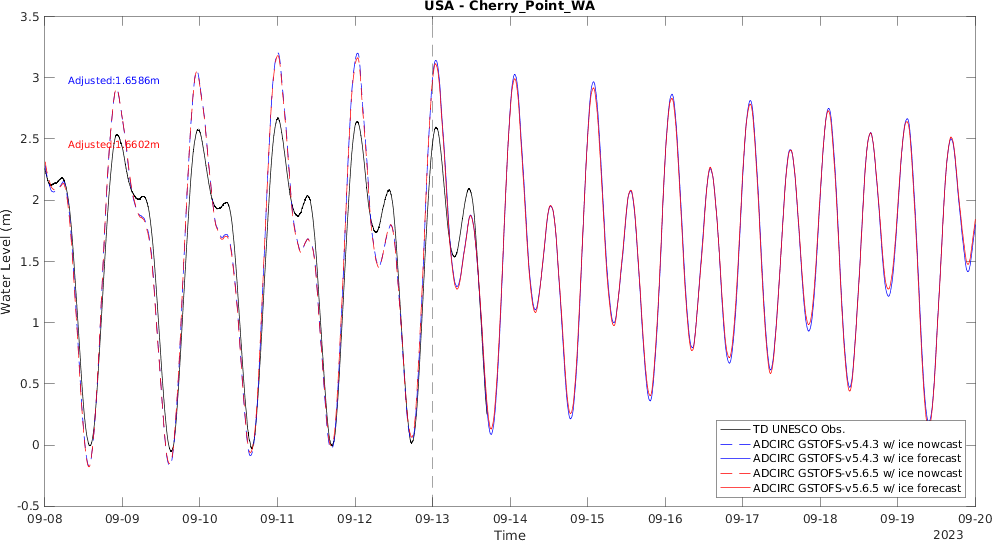 USA - Cherry_Point_WA
3.5
3
2.5
2
1.5
1
0.5
0
-0.5
Water Level (m)
Adjusted:1.6586m
Adjusted:1.6602m
TD UNESCO Obs.
ADCIRC GSTOFS-v5.4.3 w/ ice nowcast
ADCIRC GSTOFS-v5.4.3 w/ ice forecast
ADCIRC GSTOFS-v5.6.5 w/ ice nowcast
ADCIRC GSTOFS-v5.6.5 w/ ice forecast
09-08 09-09 09-10 09-11 09-12 09-13 09-14 09-15 09-16 09-17 09-18 09-19 09-20
Time
2023